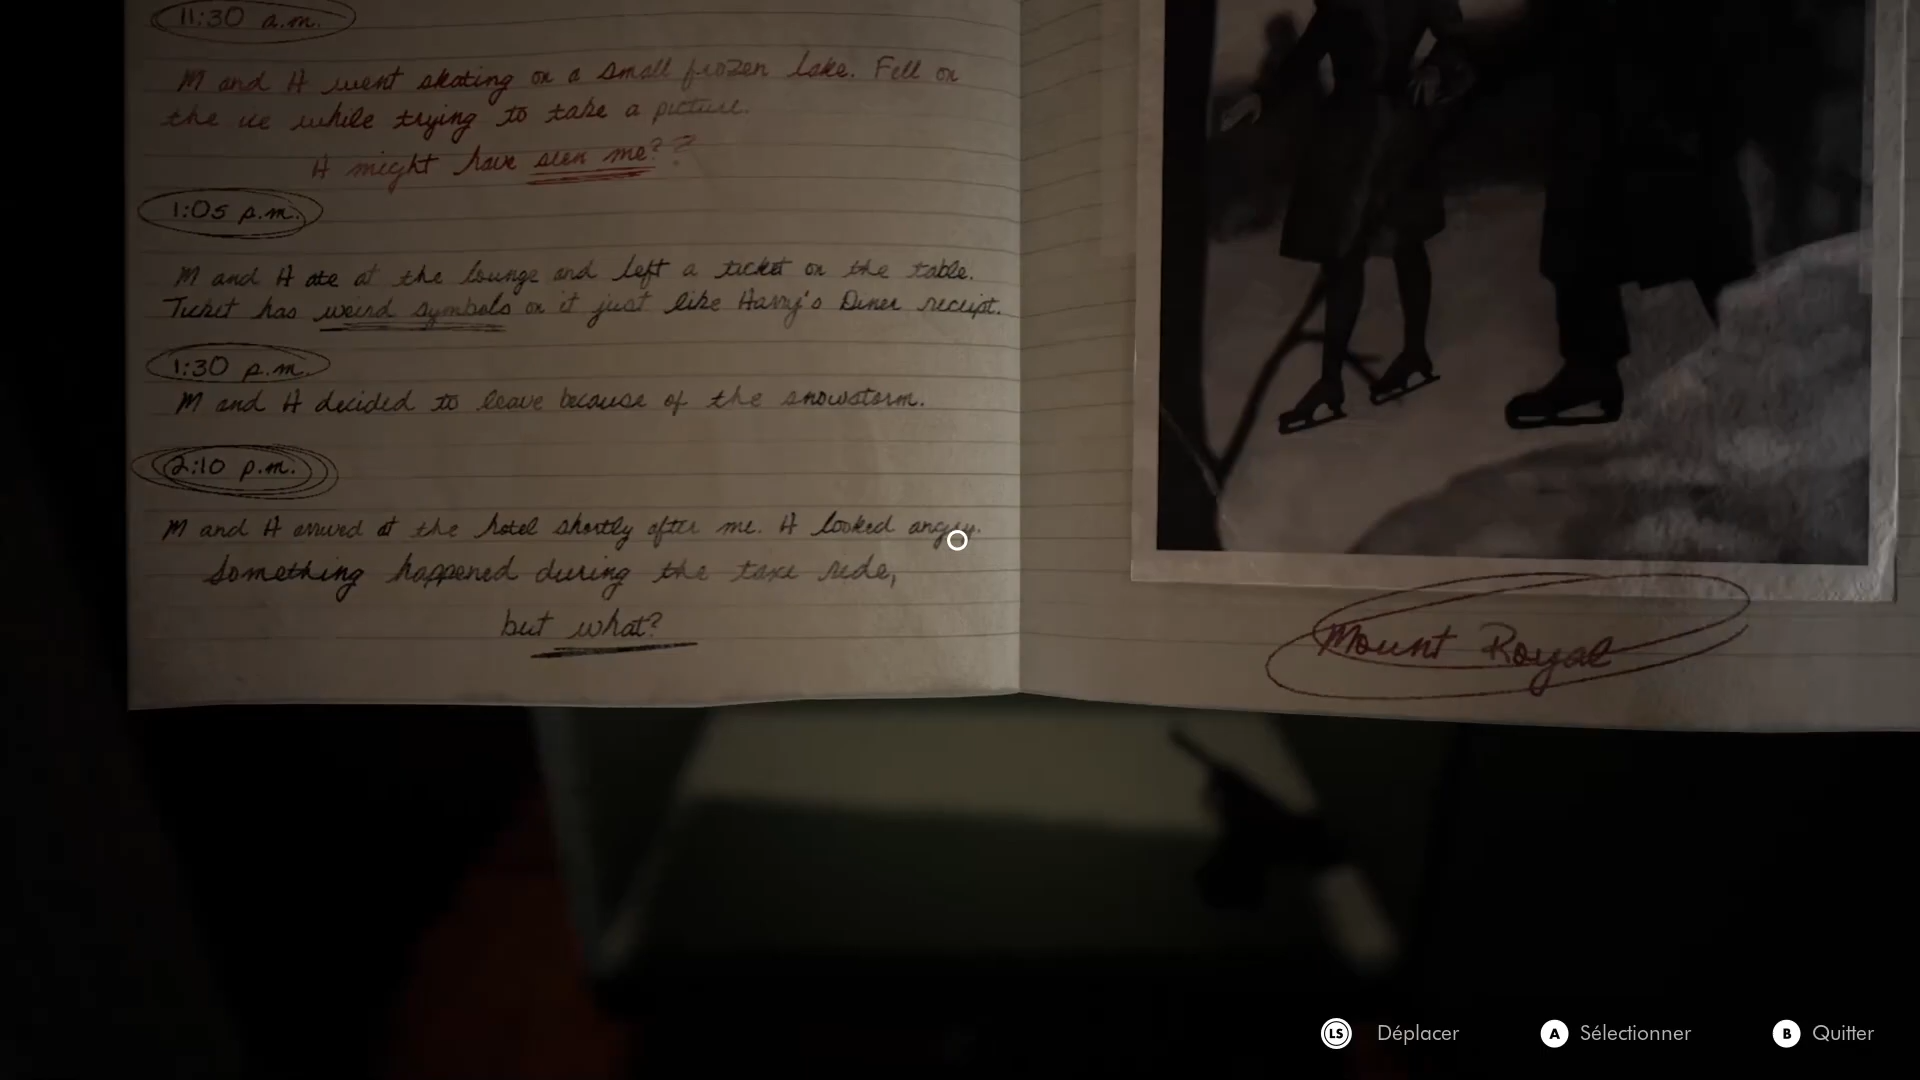 11:30 a.m.
M and H went skating on a small frozen lake. Fell on
the ice while trying to take a picture.
H might have seen me??
1:05 p.m.
M and H ate at the lounge and left a ticket on the table.
Ticket has weird symbols on it just like Harry's Diner receipt.
1:30 p.m.
M and H decided to leave because of the snowstorm.
2:10 p.m.
M and H arrived at the hotel shortly after me. H looked angry.
Something happened during the taxi ride,
but what?
Mount Royal
LS Déplacer A Sélectionner B Quitter